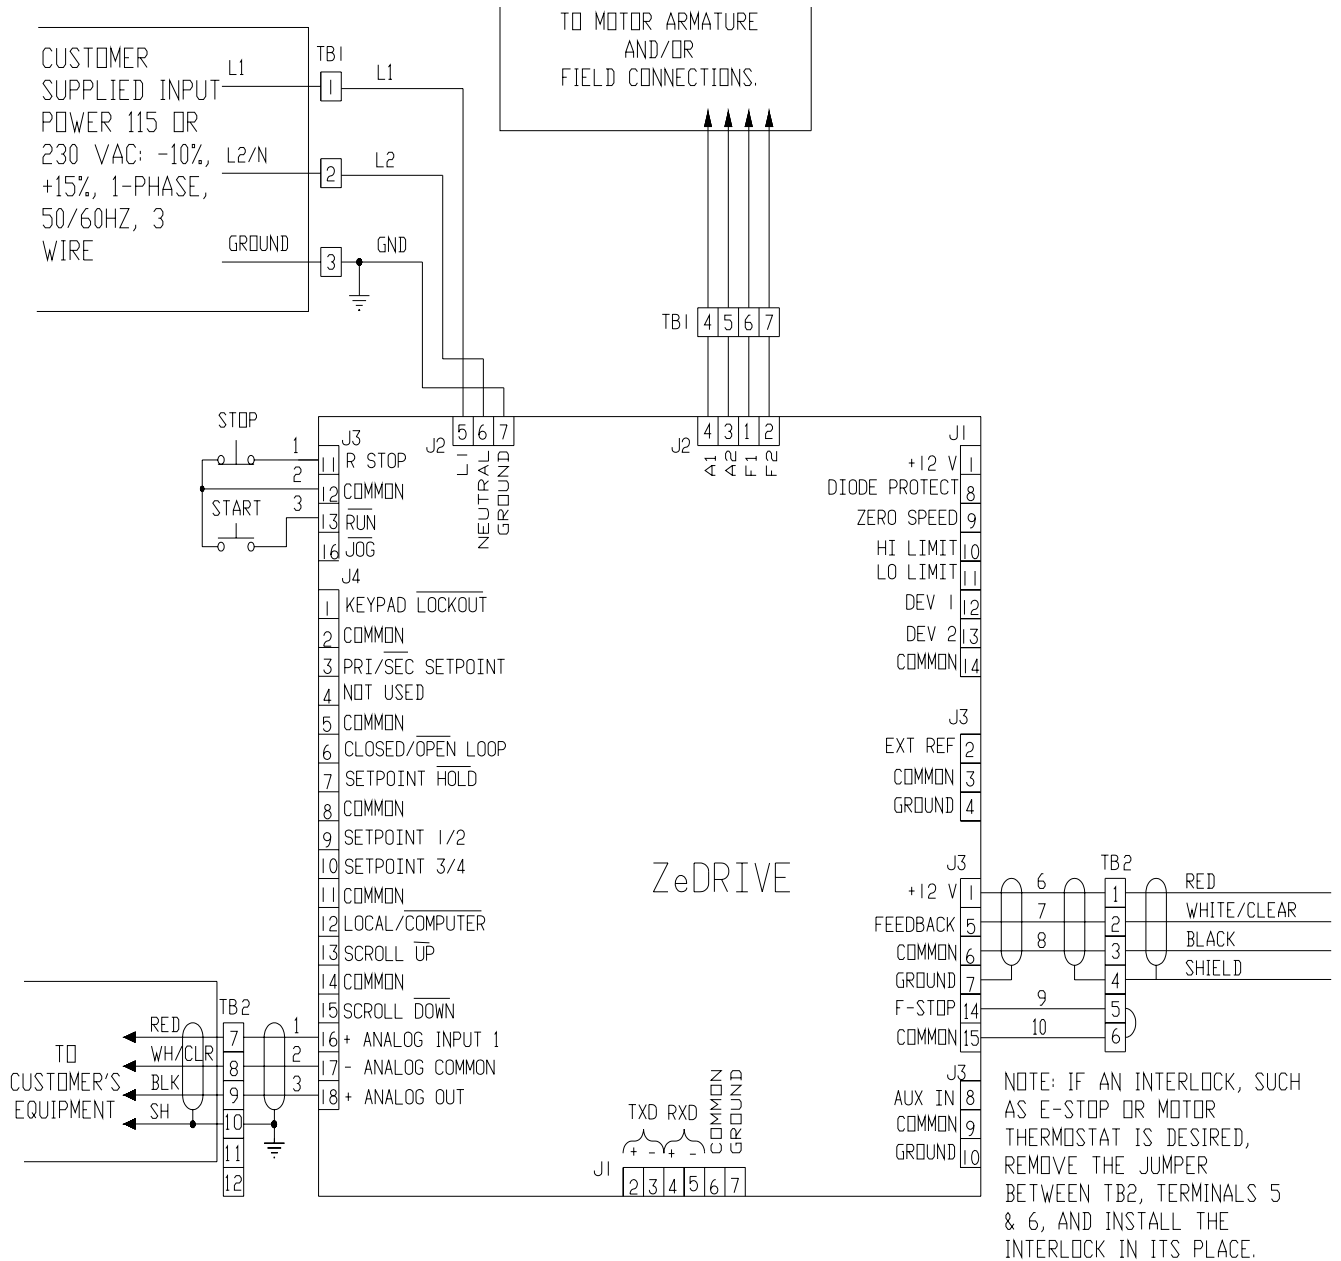 CUSTOMER
SUPPLIED INPUT
POWER 115 OR
230 VAC: -10%,
+15%, 1-PHASE,
50/60HZ, 3
WIRE
L1
L2/N
GROUND
TB1
1
2
3
L1
L2
GND
TO MOTOR ARMATURE
AND/OR
FIELD CONNECTIONS.
TB1 4 5 6 7
J2 5 6 7
L1
NEUTRAL
GROUND
J2 4 3 1 2
A1
A2
F1
F2
STOP
START
1
2
3
J3
11 R STOP
12 COMMON
13 RUN
16 JOG
J4
1 KEYPAD LOCKOUT
2 COMMON
3 PRI/SEC SETPOINT
4 NOT USED
5 COMMON
6 CLOSED/OPEN LOOP
7 SETPOINT HOLD
8 COMMON
9 SETPOINT 1/2
10 SETPOINT 3/4
11 COMMON
12 LOCAL/COMPUTER
13 SCROLL UP
14 COMMON
15 SCROLL DOWN
16 + ANALOG INPUT 1
17 - ANALOG COMMON
18 + ANALOG OUT
ZeDRIVE
J1
+12 V 1
DIODE PROTECT 8
ZERO SPEED 9
HI LIMIT 10
LO LIMIT 11
DEV 1 12
DEV 2 13
COMMON 14
J3
EXT REF 2
COMMON 3
GROUND 4
J3
+12 V 1
FEEDBACK 5
COMMON 6
GROUND 7
F-STOP 14
COMMON 15
J3
AUX IN 8
COMMON 9
GROUND 10
6
7
8
9
10
TB2
1
2
3
4
5
6
RED
WHITE/CLEAR
BLACK
SHIELD
TO
CUSTOMER'S
EQUIPMENT
RED
WH/CLR
BLK
SH
TB2
7
8
9
10
11
12
1
2
3
TXD RXD
+ - + -
COMMON
GROUND
J1
2 3 4 5 6 7
NOTE: IF AN INTERLOCK, SUCH
AS E-STOP OR MOTOR
THERMOSTAT IS DESIRED,
REMOVE THE JUMPER
BETWEEN TB2, TERMINALS 5
& 6, AND INSTALL THE
INTERLOCK IN ITS PLACE.